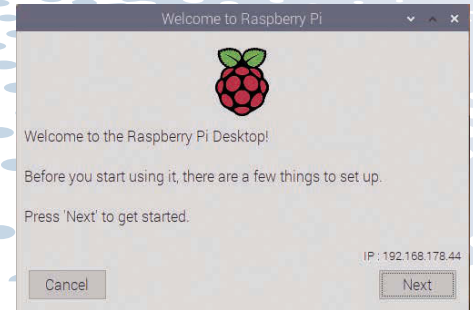 Welcome to Raspberry Pi
Welcome to the Raspberry Pi Desktop!
Before you start using it, there are a few things to set up.
Press 'Next' to get started.
IP : 192.168.178.44
Cancel
Next